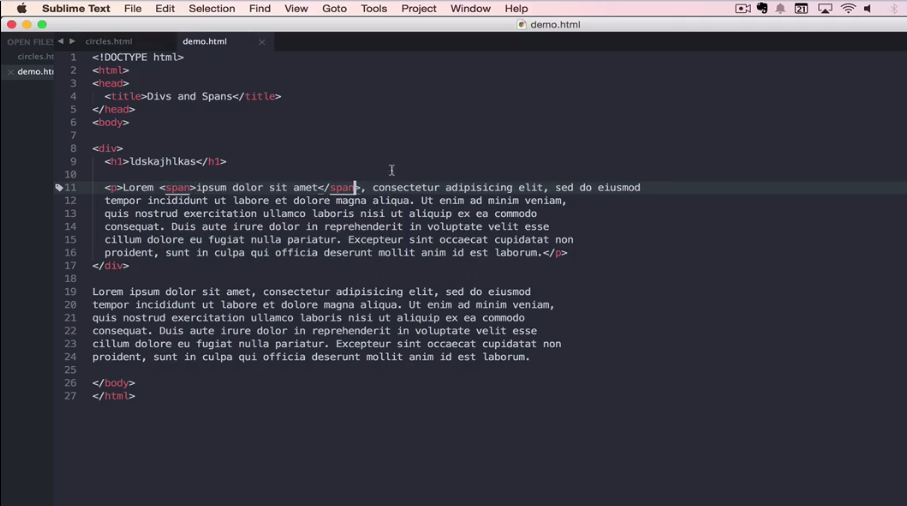 Sublime Text File Edit Selection Find View Goto Tools Project Window Help 21
demo.html
OPEN FILES circles.html demo.html
circles.html
demo.htm
1 <!DOCTYPE html>
2 <html>
3 <head>
4 <title>Divs and Spans</title>
5 </head>
6 <body>
7
8 <div>
9 <h1>ldskajhlkas</h1>
10
11 <p>Lorem <span>ipsum dolor sit amet</span>, consectetur adipisicing elit, sed do eiusmod
12 tempor incididunt ut labore et dolore magna aliqua. Ut enim ad minim veniam,
13 quis nostrud exercitation ullamco laboris nisi ut aliquip ex ea commodo
14 consequat. Duis aute irure dolor in reprehenderit in voluptate velit esse
15 cillum dolore eu fugiat nulla pariatur. Excepteur sint occaecat cupidatat non
16 proident, sunt in culpa qui officia deserunt mollit anim id est laborum.</p>
17 </div>
18
19 Lorem ipsum dolor sit amet, consectetur adipisicing elit, sed do eiusmod
20 tempor incididunt ut labore et dolore magna aliqua. Ut enim ad minim veniam,
21 quis nostrud exercitation ullamco laboris nisi ut aliquip ex ea commodo
22 consequat. Duis aute irure dolor in reprehenderit in voluptate velit esse
23 cillum dolore eu fugiat nulla pariatur. Excepteur sint occaecat cupidatat non
24 proident, sunt in culpa qui officia deserunt mollit anim id est laborum.
25
26 </body>
27 </html>